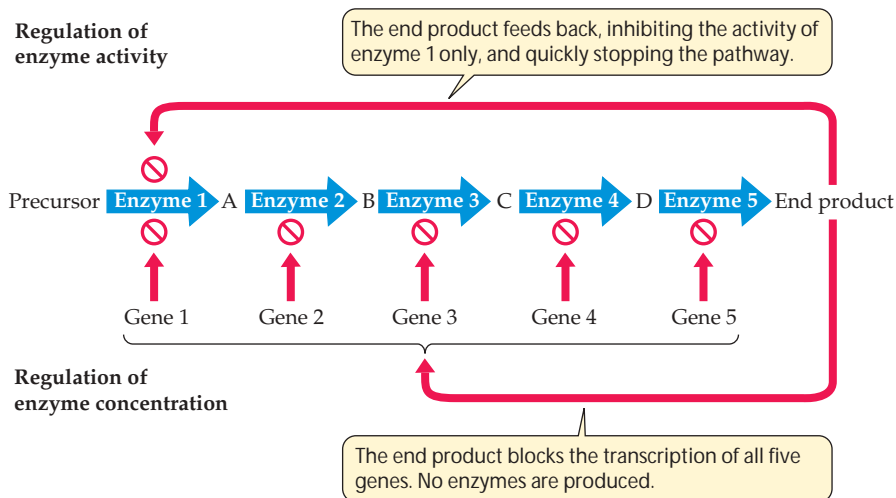 Regulation of
enzyme activity
The end product feeds back, inhibiting the activity of
enzyme 1 only, and quickly stopping the pathway.
Precursor Enzyme 1 A Enzyme 2 B Enzyme 3 C Enzyme 4 D Enzyme 5 End product
Gene 1 Gene 2 Gene 3 Gene 4 Gene 5
Regulation of
enzyme concentration
The end product blocks the transcription of all five
genes. No enzymes are produced.